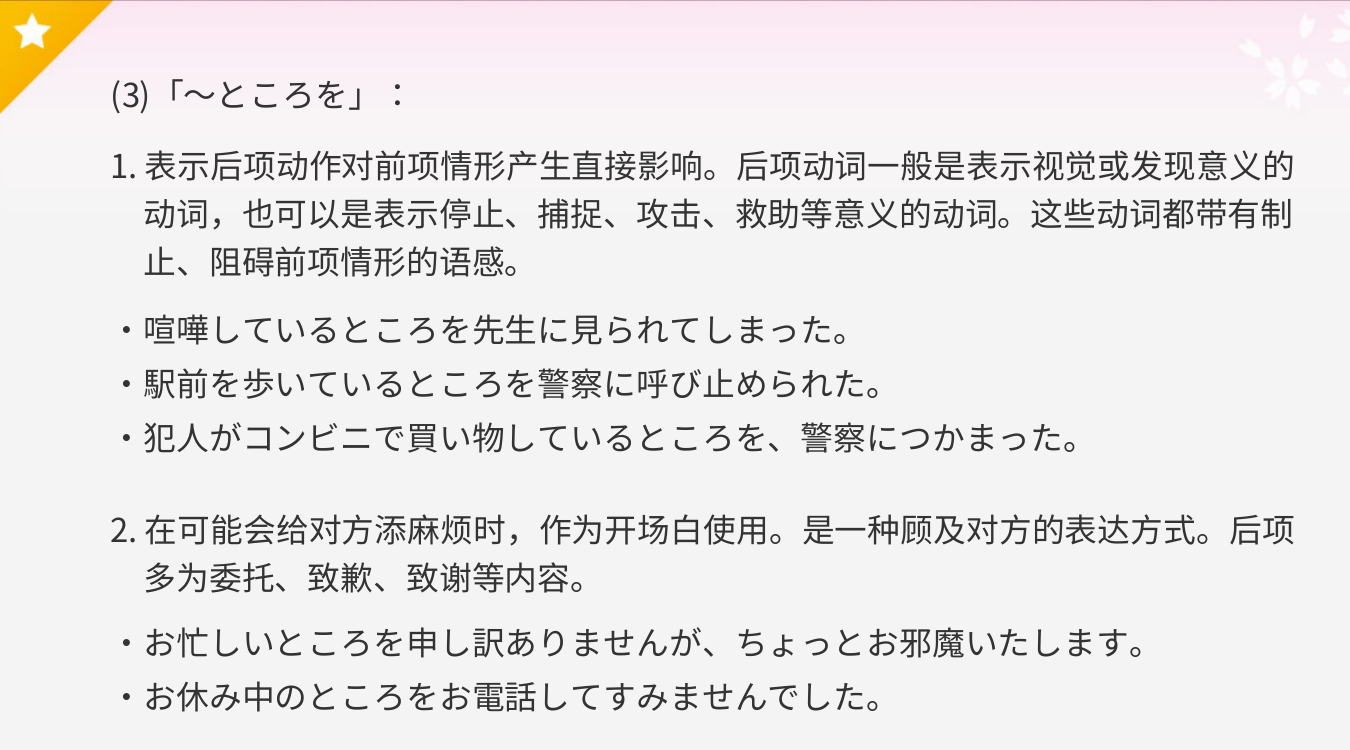 (3)「～ところを」：
1. 表示后项动作对前项情形产生直接影响。后项动词一般是表示视觉或发现意义的
动词，也可以是表示停止、捕捉、攻击、救助等意义的动词。这些动词都带有制
止、阻碍前项情形的语感。
・喧嘩しているところを先生に見られてしまった。
・駅前を歩いているところを警察に呼び止められた。
・犯人がコンビニで買い物しているところを、警察につかまった。
2. 在可能会给对方添麻烦时，作为开场白使用。是一种顾及对方的表达方式。后项
多为委托、致歉、致谢等内容。
・お忙しいところを申し訳ありませんが、ちょっとお邪魔いたします。
・お休み中のところをお電話してすみませんでした。